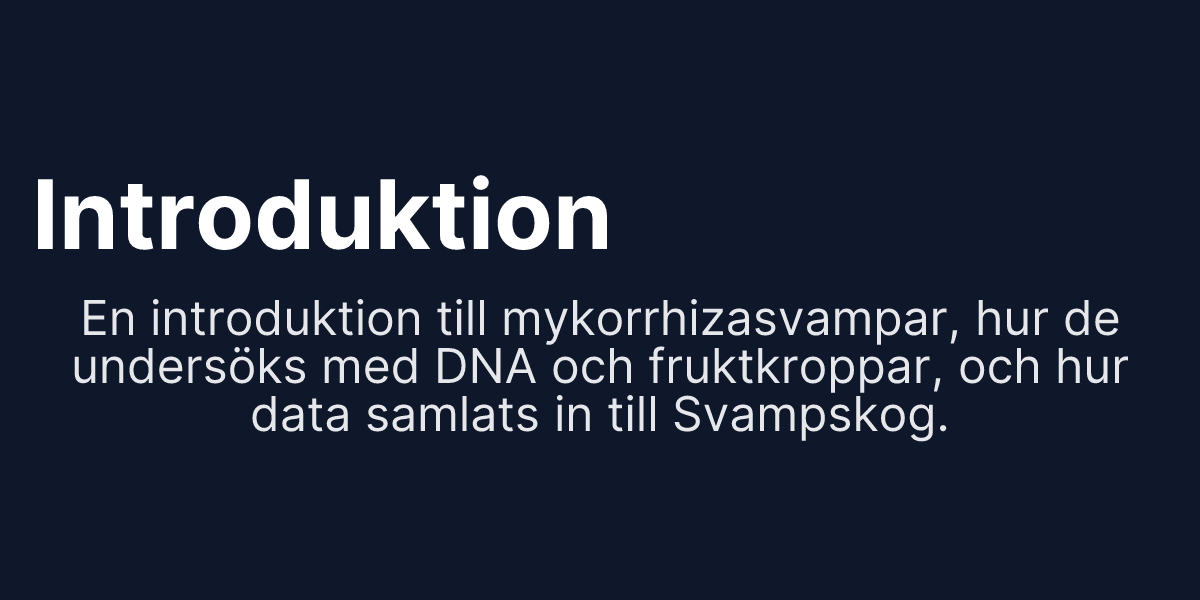 Introduktion
En introduktion till mykorrhizasvampar, hur de
undersöks med DNA och fruktkroppar, och hur
data samlats in till Svampskog.